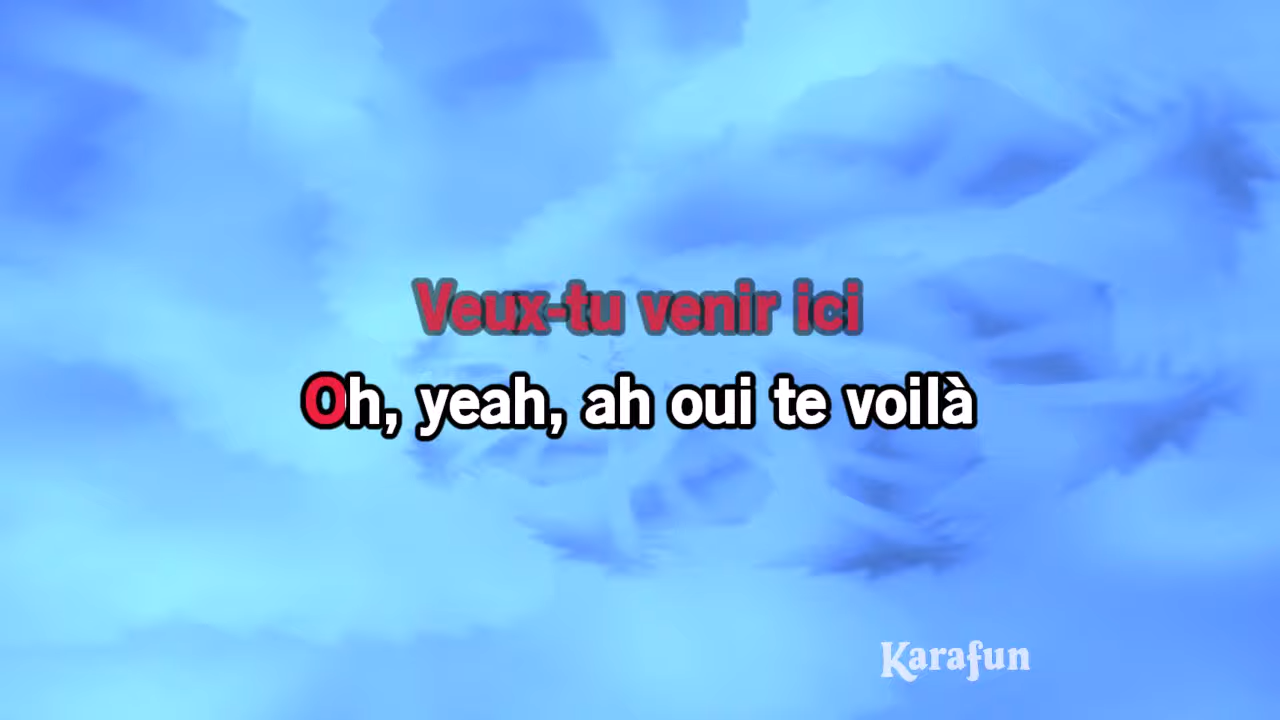 Veux-tu venir ici
Oh, yeah, ah oui te voilà
Karafun